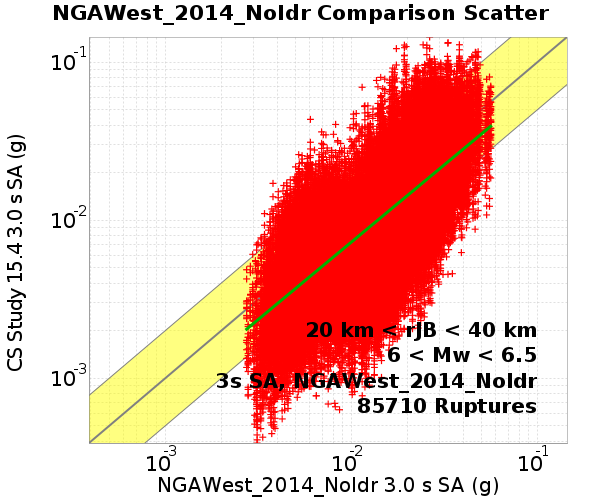 NGAWest_2014_NoIdr Comparison Scatter
CS Study 15.4 3.0 s SA (g)
10-1
10-2
10-3
20 km < rJB < 40 km
6 < Mw < 6.5
3s SA, NGAWest_2014_NoIdr
85710 Ruptures
10-3 10-2 10-1
NGAWest_2014_NoIdr 3.0 s SA (g)